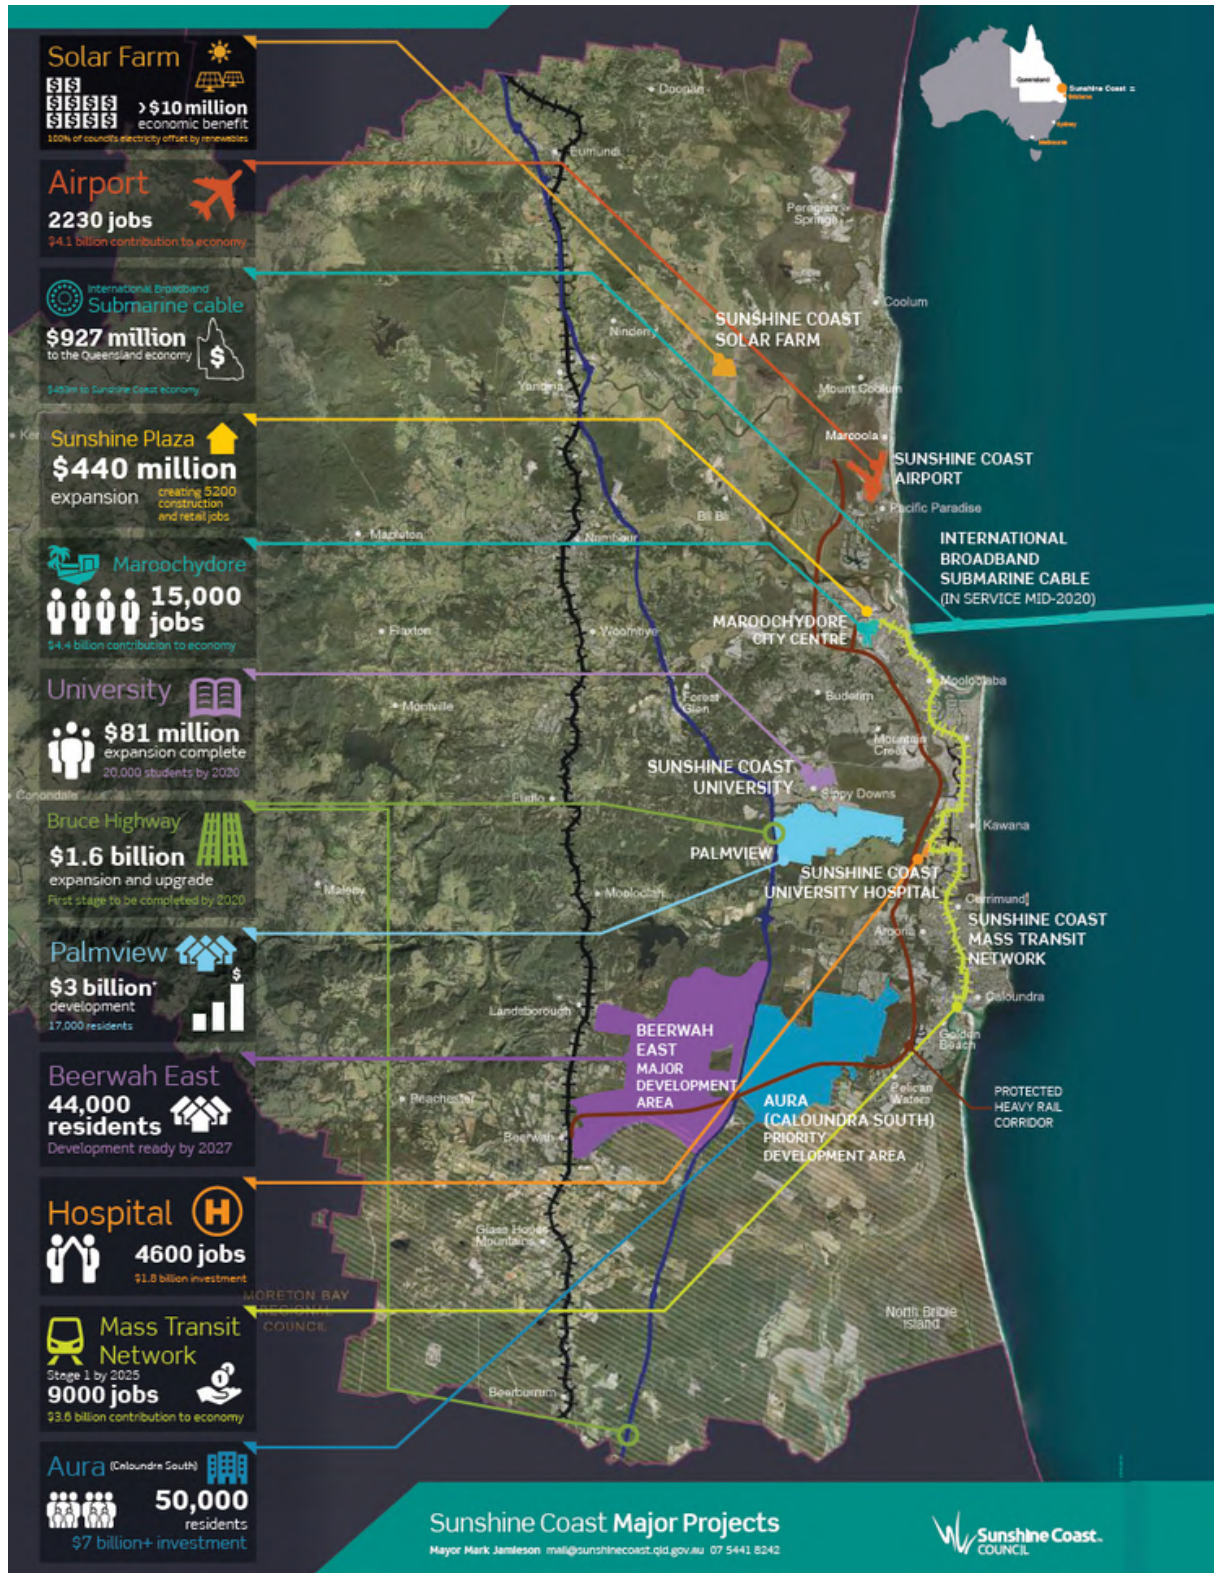 Solar Farm
>$10 million
economic benefit
100% of council's electricity offset by renewables
Airport
2230 jobs
$4.1 billion contribution to economy
International Broadband
Submarine cable
$927 million
to the Queensland economy
to Sunshine Coast economy
Sunshine Plaza
$440 million
expansion
creating 5200
construction
and retail jobs
Maroochydore
15,000
jobs
$4.4 billion contribution to economy
University
$81 million
expansion complete
20,000 students by 2020
Bruce Highway
$1.6 billion
expansion and upgrade
First stage to be completed by 2020
Palmview
$3 billion*
development
17,000 residents
Beerwah East
44,000
residents
Development ready by 2027
Hospital
H
4600 jobs
$1.8 billion investment
Mass Transit
Network
Stage 1 by 2025
9000 jobs
$3.6 billion contribution to economy
Aura (Caloundra South)
50,000
residents
$7 billion+ investment
Queensland
Sunshine Coast
Brisbane
Sydney
Melbourne
Doonan
Eumundi
Peregian
Springs
Coolum
SUNSHINE COAST
SOLAR FARM
Ninderry
Yandina
Mount Coolum
Marcoola
SUNSHINE COAST
AIRPORT
Pacific Paradise
Bli Bli
Mapleton
Nambour
INTERNATIONAL
BROADBAND
SUBMARINE CABLE
(IN SERVICE MID-2020)
MAROOCHYDORE
CITY CENTRE
Flaxton
Woombye
Mooloolaba
Forest
Glen
Buderim
Montville
Mountain
Creek
SUNSHINE COAST
UNIVERSITY
Sippy Downs
Conondale
Eudlo
Kawana
PALMVIEW
SUNSHINE COAST
UNIVERSITY HOSPITAL
Maleny
Mooloolah
Currimundi
SUNSHINE COAST
MASS TRANSIT
NETWORK
Aroona
Caloundra
Landsborough
BEERWAH
EAST
MAJOR
DEVELOPMENT
AREA
Golden
Beach
Pelican
Waters
PROTECTED
HEAVY RAIL
CORRIDOR
Peachester
AURA
(CALOUNDRA SOUTH)
PRIORITY
DEVELOPMENT AREA
Beerwah
Glass House
Mountains
MORETON BAY
REGIONAL
COUNCIL
North Bribie
Island
Beerburrum
Sunshine Coast Major Projects
Mayor Mark Jamieson mail@sunshinecoast.qld.gov.au 07 5441 8242
Sunshine Coast
COUNCIL